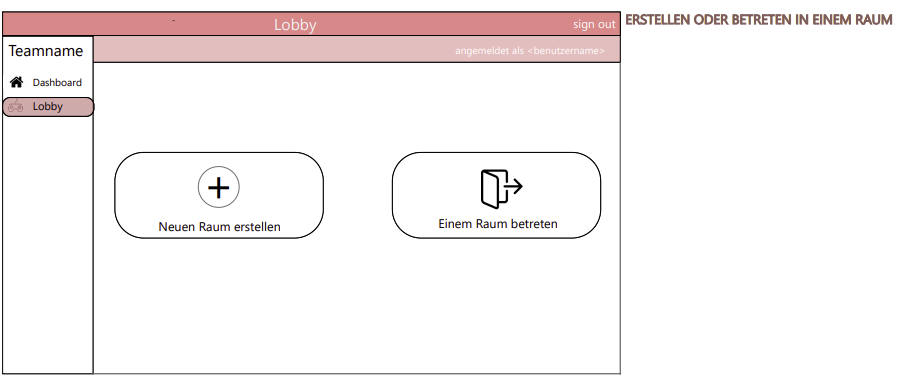 Lobby
sign out
ERSTELLEN ODER BETRETEN IN EINEM RAUM
Teamname
angemeldet als <benutzername>
Dashboard
Lobby
Neuen Raum erstellen
Einem Raum betreten